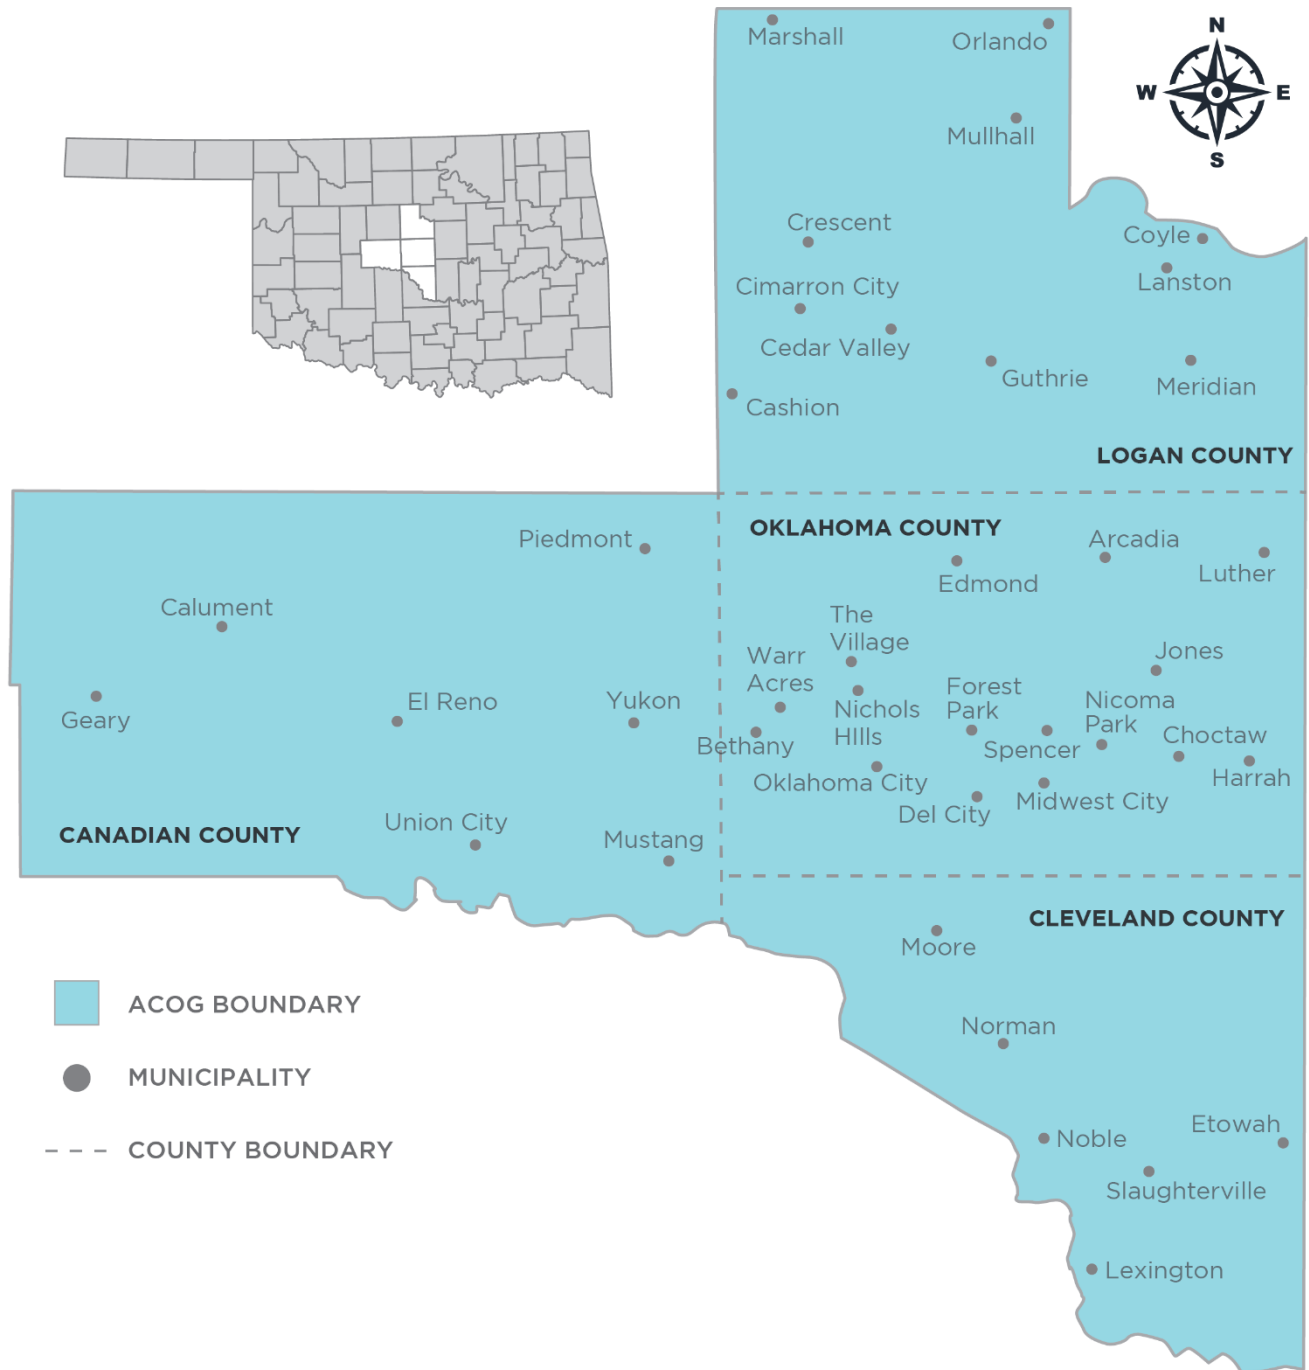 N
W
E
S
Marshall
Orlando
Mullhall
Crescent
Coyle
Lanston
Cimarron City
Cedar Valley
Guthrie
Meridian
Cashion
LOGAN COUNTY
OKLAHOMA COUNTY
Piedmont
Arcadia
Luther
Edmond
Calument
The
Village
Warr
Acres
Jones
Forest
Park
Nicoma
Park
Geary
El Reno
Yukon
Nichols
HIlls
Bethany
Spencer
Choctaw
Harrah
Oklahoma City
Del City
Midwest City
CANADIAN COUNTY
Union City
Mustang
CLEVELAND COUNTY
Moore
Norman
Noble
Etowah
Slaughterville
Lexington
ACOG BOUNDARY
MUNICIPALITY
COUNTY BOUNDARY